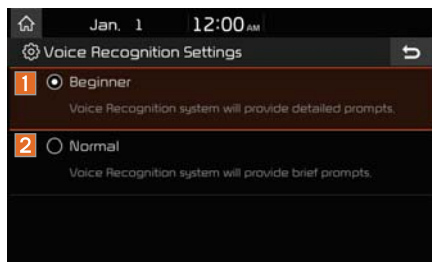 Jan. 1 12:00 AM
Voice Recognition Settings
1 Beginner
Voice Recognition system will provide detailed prompts.
2 Normal
Voice Recognition system will provide brief prompts.